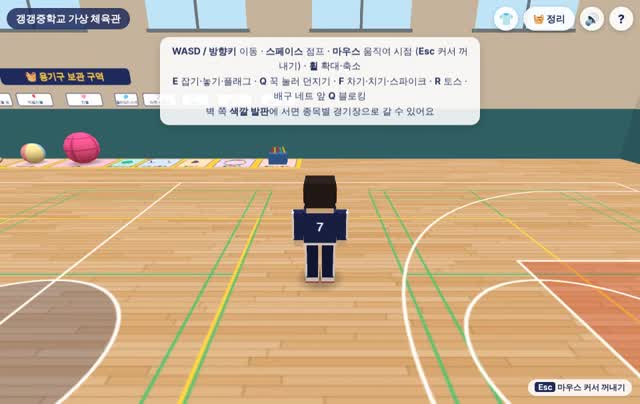 갱갱중학교 가상 체육관
정리
?
WASD / 방향키 이동 · 스페이스 점프 · 마우스 움직여 시점 (Esc 커서 꺼
내기) · 휠 확대·축소
E 잡기·놓기·플래그 · Q 꾹 눌러 던지기 · F 차기·치기·스파이크 · R 토스 ·
배구 네트 앞 Q 블로킹
벽 쪽 색깔 발판에 서면 종목별 경기장으로 갈 수 있어요
용기구 보관 구역
7
Esc 마우스 커서 꺼내기